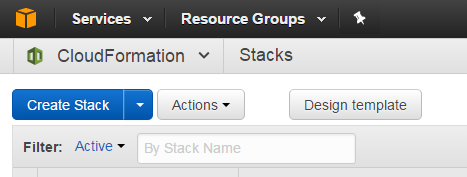 Services Resource Groups
CloudFormation Stacks
Create Stack Actions Design template
Filter: Active By Stack Name